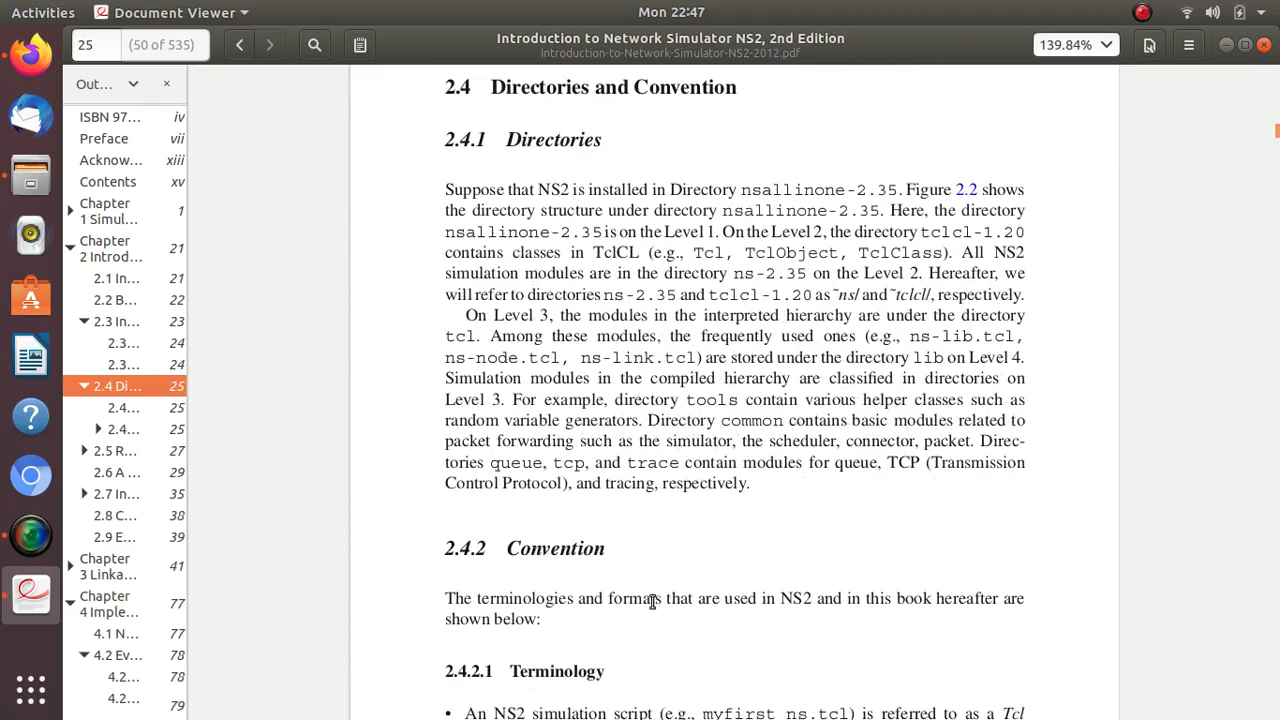 Activities
Document Viewer
Mon 22:47
25
(50 of 535)
Introduction to Network Simulator NS2, 2nd Edition
Introduction-to-Network-Simulator-NS2-2012.pdf
139.84%
Out...
ISBN 97... iv
Preface vii
Acknow... xiii
Contents xv
Chapter
1 Simul... 1
Chapter
2 Introd... 21
2.1 In... 21
2.2 B... 22
2.3 In... 23
2.3... 24
2.3... 24
2.4 Di... 25
2.4... 25
2.4... 25
2.5 R... 27
2.6 A ... 29
2.7 In... 35
2.8 C... 38
2.9 E... 39
Chapter
3 Linka... 41
Chapter
4 Imple... 77
4.1 N... 77
4.2 Ev... 78
4.2... 78
4.2... 79
2.4 Directories and Convention
2.4.1 Directories
Suppose that NS2 is installed in Directory nsallinone-2.35. Figure 2.2 shows
the directory structure under directory nsallinone-2.35. Here, the directory
nsallinone-2.35 is on the Level 1. On the Level 2, the directory tclcl-1.20
contains classes in TclCL (e.g., Tcl, TclObject, TclClass). All NS2
simulation modules are in the directory ns-2.35 on the Level 2. Hereafter, we
will refer to directories ns-2.35 and tclcl-1.20 as ˜ns/ and ˜tclcl/, respectively.
On Level 3, the modules in the interpreted hierarchy are under the directory
tcl. Among these modules, the frequently used ones (e.g., ns-lib.tcl,
ns-node.tcl, ns-link.tcl) are stored under the directory lib on Level 4.
Simulation modules in the compiled hierarchy are classified in directories on
Level 3. For example, directory tools contain various helper classes such as
random variable generators. Directory common contains basic modules related to
packet forwarding such as the simulator, the scheduler, connector, packet. Direc-
tories queue, tcp, and trace contain modules for queue, TCP (Transmission
Control Protocol), and tracing, respectively.
2.4.2 Convention
The terminologies and formats that are used in NS2 and in this book hereafter are
shown below:
2.4.2.1 Terminology
• An NS2 simulation script (e.g., myfirst_ns.tcl) is referred to as a Tcl